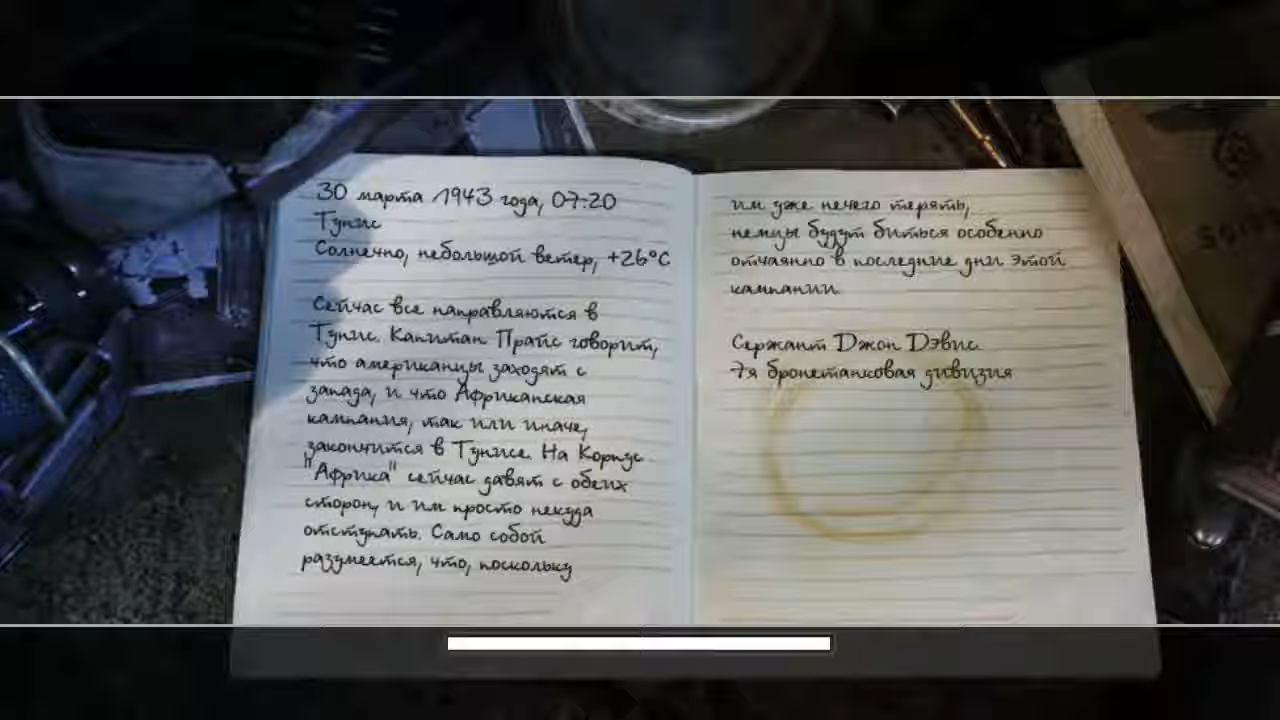 30 марта 1943 года, 07:20
Тунис
Солнечно, небольшой ветер, +26°C
Сейчас все направляются в
Тунис. Капитан Прайс говорит,
что американцы заходят с
запада, и что Африканская
кампания, так или иначе,
закончится в Тунисе. На Корпус
"Африка" сейчас давят с обеих
сторон, и им просто некуда
отступать. Само собой
разумеется, что, поскольку
им уже нечего терять,
немцы будут биться особенно
отчаянно в последние дни этой
кампании.
Сержант Джон Дэвис
7я бронетанковая дивизия